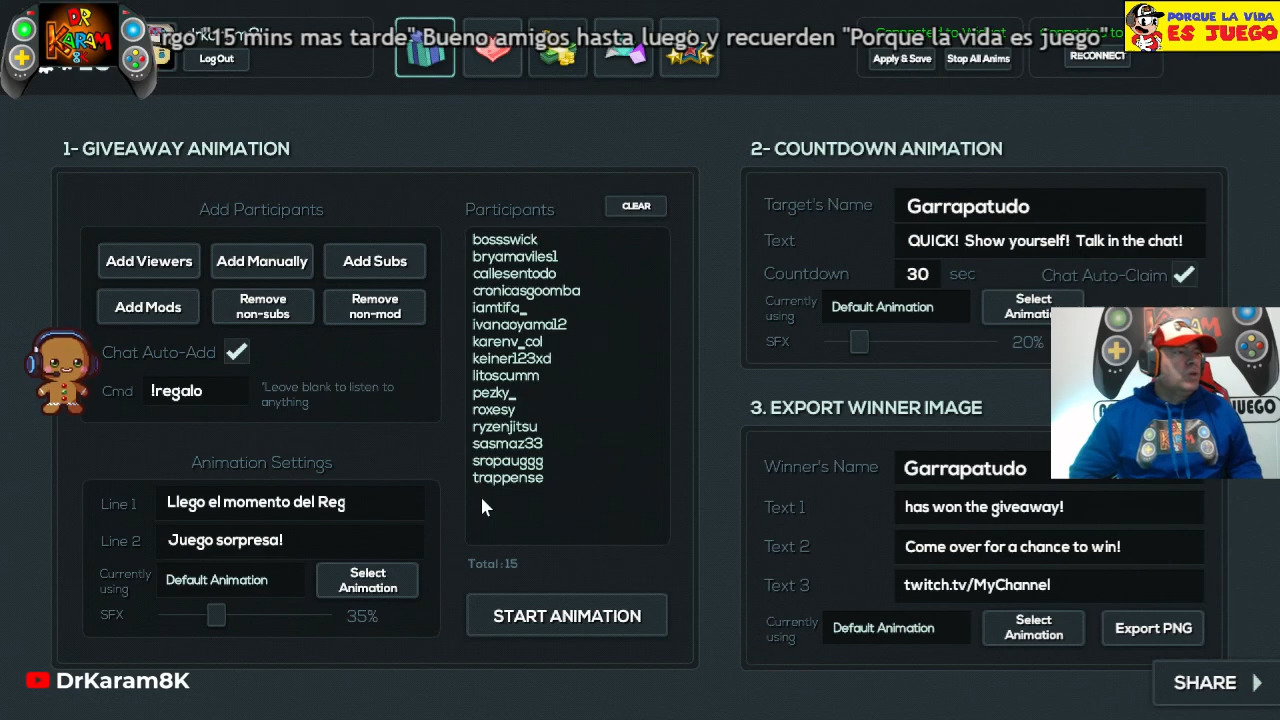 DR
KARAM
8K
rgo "15 mins mas tarde" Bueno amigos hasta luego y recuerden "Porque la vida es juego"
PORQUE LA VIDA
ES JUEGO
Log Out
Apply & Save
Stop All Anims
RECONNECT
1- GIVEAWAY ANIMATION
Add Participants
Add Viewers
Add Manually
Add Subs
Add Mods
Remove
non-subs
Remove
non-mod
Chat Auto-Add
Cmd
!regalo
*Leave blank to listen to
anything
Animation Settings
Line 1
Llego el momento del Reg
Line 2
Juego sorpresa!
Currently
using
Default Animation
Select
Animation
SFX
35%
Participants
CLEAR
bossswick
bryamaviles1
callesentodo
cronicasgoomba
iamtifa_
ivanaoyama12
karenv_col
keiner123xd
litoscumm
pezky_
roxesy
ryzenjitsu
sasmaz33
sropauggg
trappense
Total:15
START ANIMATION
2- COUNTDOWN ANIMATION
Target's Name
Garrapatudo
Text
QUICK! Show yourself! Talk in the chat!
Countdown
30
sec
Chat Auto-Claim
Currently
using
Default Animation
Select
SFX
20%
3. EXPORT WINNER IMAGE
Winner's Name
Garrapatudo
Text 1
has won the giveaway!
Text 2
Come over for a chance to win!
Text 3
twitch.tv/MyChannel
Currently
using
Default Animation
Select
Animation
Export PNG
JUEGO
DrKaram8K
SHARE